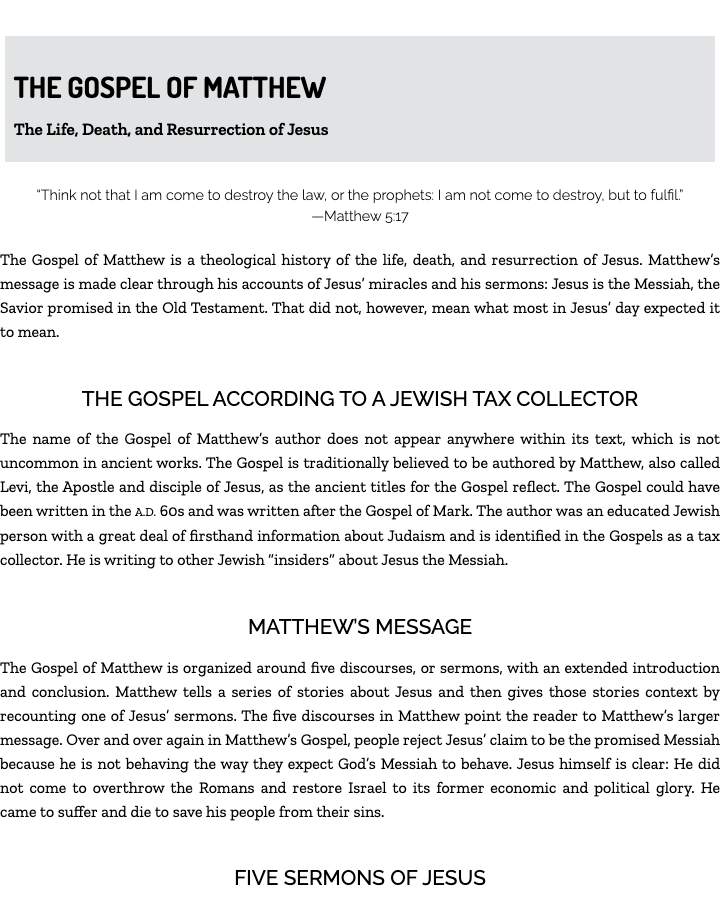 THE GOSPEL OF MATTHEW
The Life, Death, and Resurrection of Jesus
“Think not that I am come to destroy the law, or the prophets: I am not come to destroy, but to fulfil.”
—Matthew 5:17
The Gospel of Matthew is a theological history of the life, death, and resurrection of Jesus. Matthew’s
message is made clear through his accounts of Jesus’ miracles and his sermons: Jesus is the Messiah, the
Savior promised in the Old Testament. That did not, however, mean what most in Jesus’ day expected it
to mean.
THE GOSPEL ACCORDING TO A JEWISH TAX COLLECTOR
The name of the Gospel of Matthew’s author does not appear anywhere within its text, which is not
uncommon in ancient works. The Gospel is traditionally believed to be authored by Matthew, also called
Levi, the Apostle and disciple of Jesus, as the ancient titles for the Gospel reflect. The Gospel could have
been written in the A.D. 60s and was written after the Gospel of Mark. The author was an educated Jewish
person with a great deal of firsthand information about Judaism and is identified in the Gospels as a tax
collector. He is writing to other Jewish “insiders” about Jesus the Messiah.
MATTHEW’S MESSAGE
The Gospel of Matthew is organized around five discourses, or sermons, with an extended introduction
and conclusion. Matthew tells a series of stories about Jesus and then gives those stories context by
recounting one of Jesus’ sermons. The five discourses in Matthew point the reader to Matthew’s larger
message. Over and over again in Matthew’s Gospel, people reject Jesus’ claim to be the promised Messiah
because he is not behaving the way they expect God’s Messiah to behave. Jesus himself is clear: He did
not come to overthrow the Romans and restore Israel to its former economic and political glory. He
came to suffer and die to save his people from their sins.
FIVE SERMONS OF JESUS